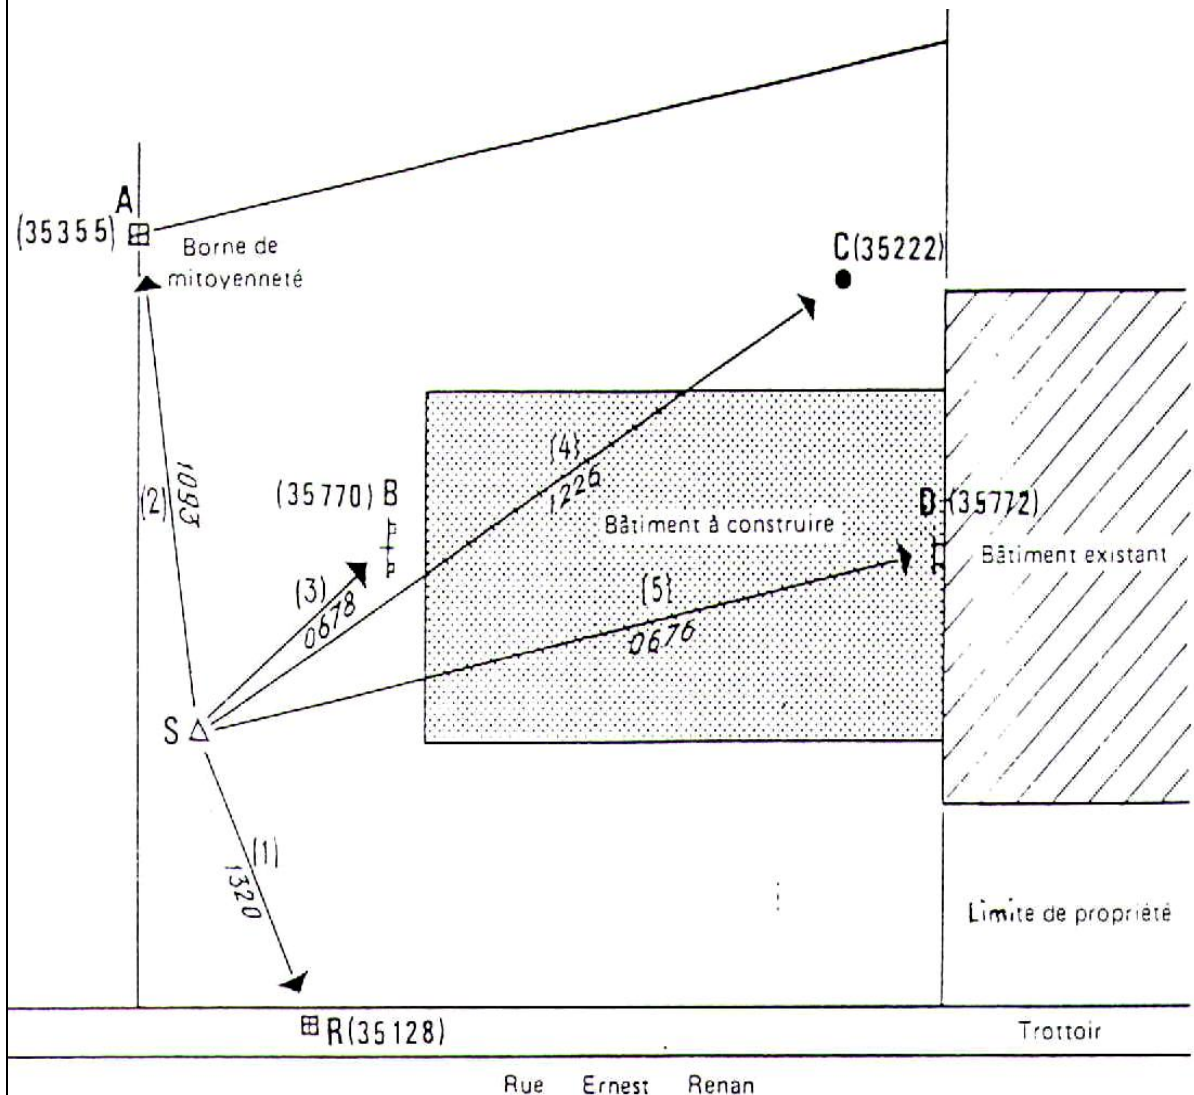 A
(35355)
Borne de
mitoyenneté
C(35222)
(2)
1093
(35770) B
(4)
1226
Bâtiment à construire
D (35772)
Bâtiment existant
(3)
0678
(5)
0676
S
(1)
1320
Limite de propriété
R(35128)
Trottoir
Rue Ernest Renan